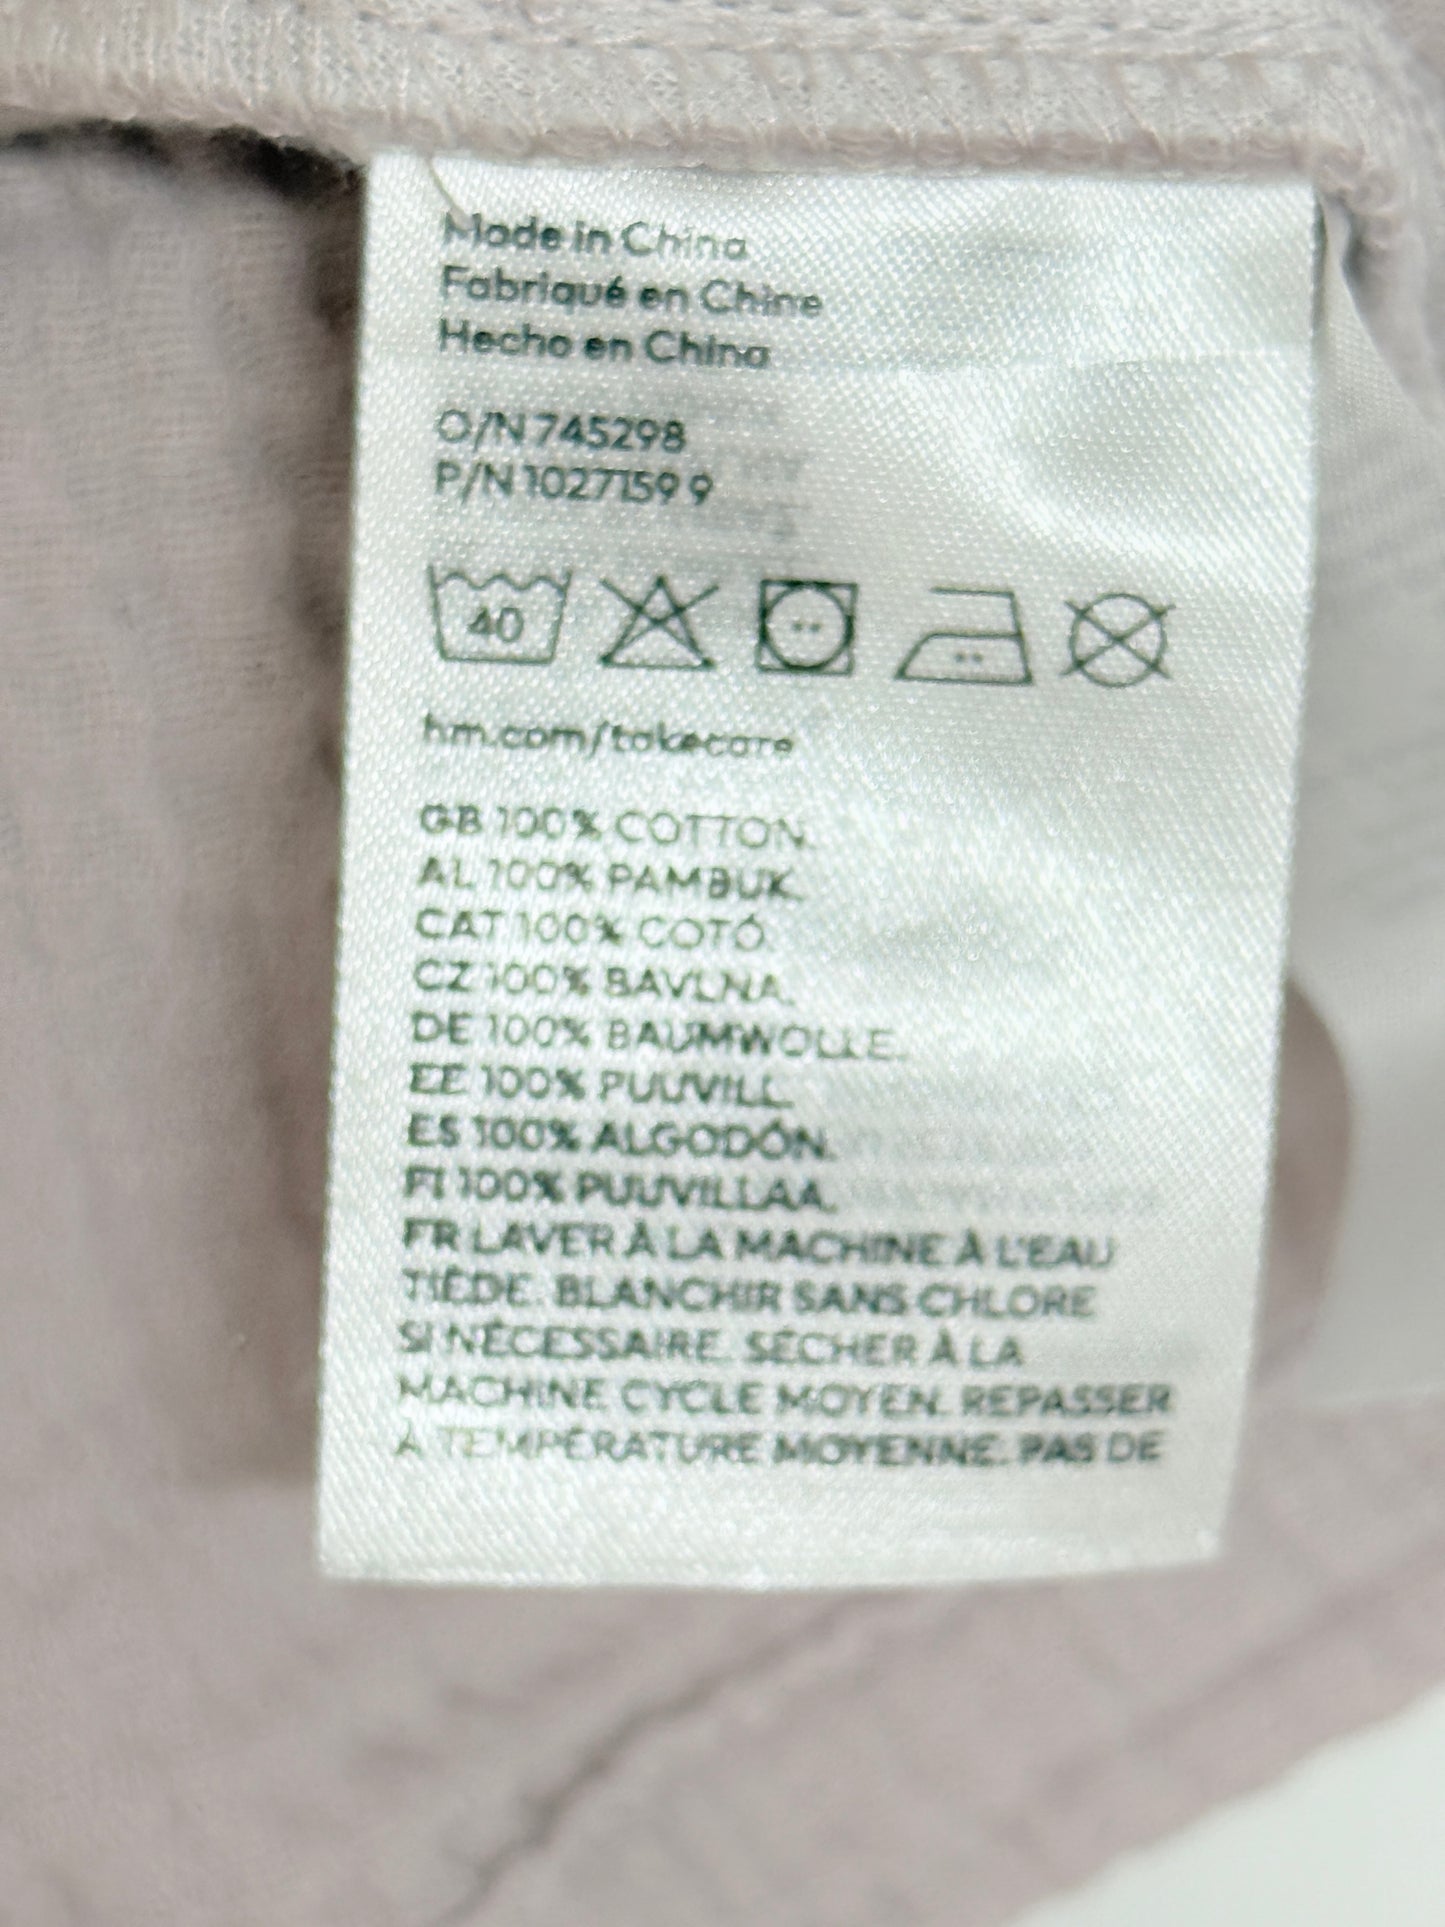 Made in China
Fabriqué en Chine
Hecho en China
O/N 745298
P/N 10271599
40
hm.com/takecare
GB 100% COTTON.
AL 100% PAMBUK.
CAT 100% COTÓ.
CZ 100% BAVLNA.
DE 100% BAUMWOLLE.
EE 100% PUUVILL.
ES 100% ALGODÓN.
FI 100% PUUVILLAA.
FR LAVER À LA MACHINE À L'EAU
TIÈDE. BLANCHIR SANS CHLORE
SI NÉCESSAIRE. SÉCHER À LA
MACHINE CYCLE MOYEN. REPASSER
À TEMPÉRATURE MOYENNE. PAS DE